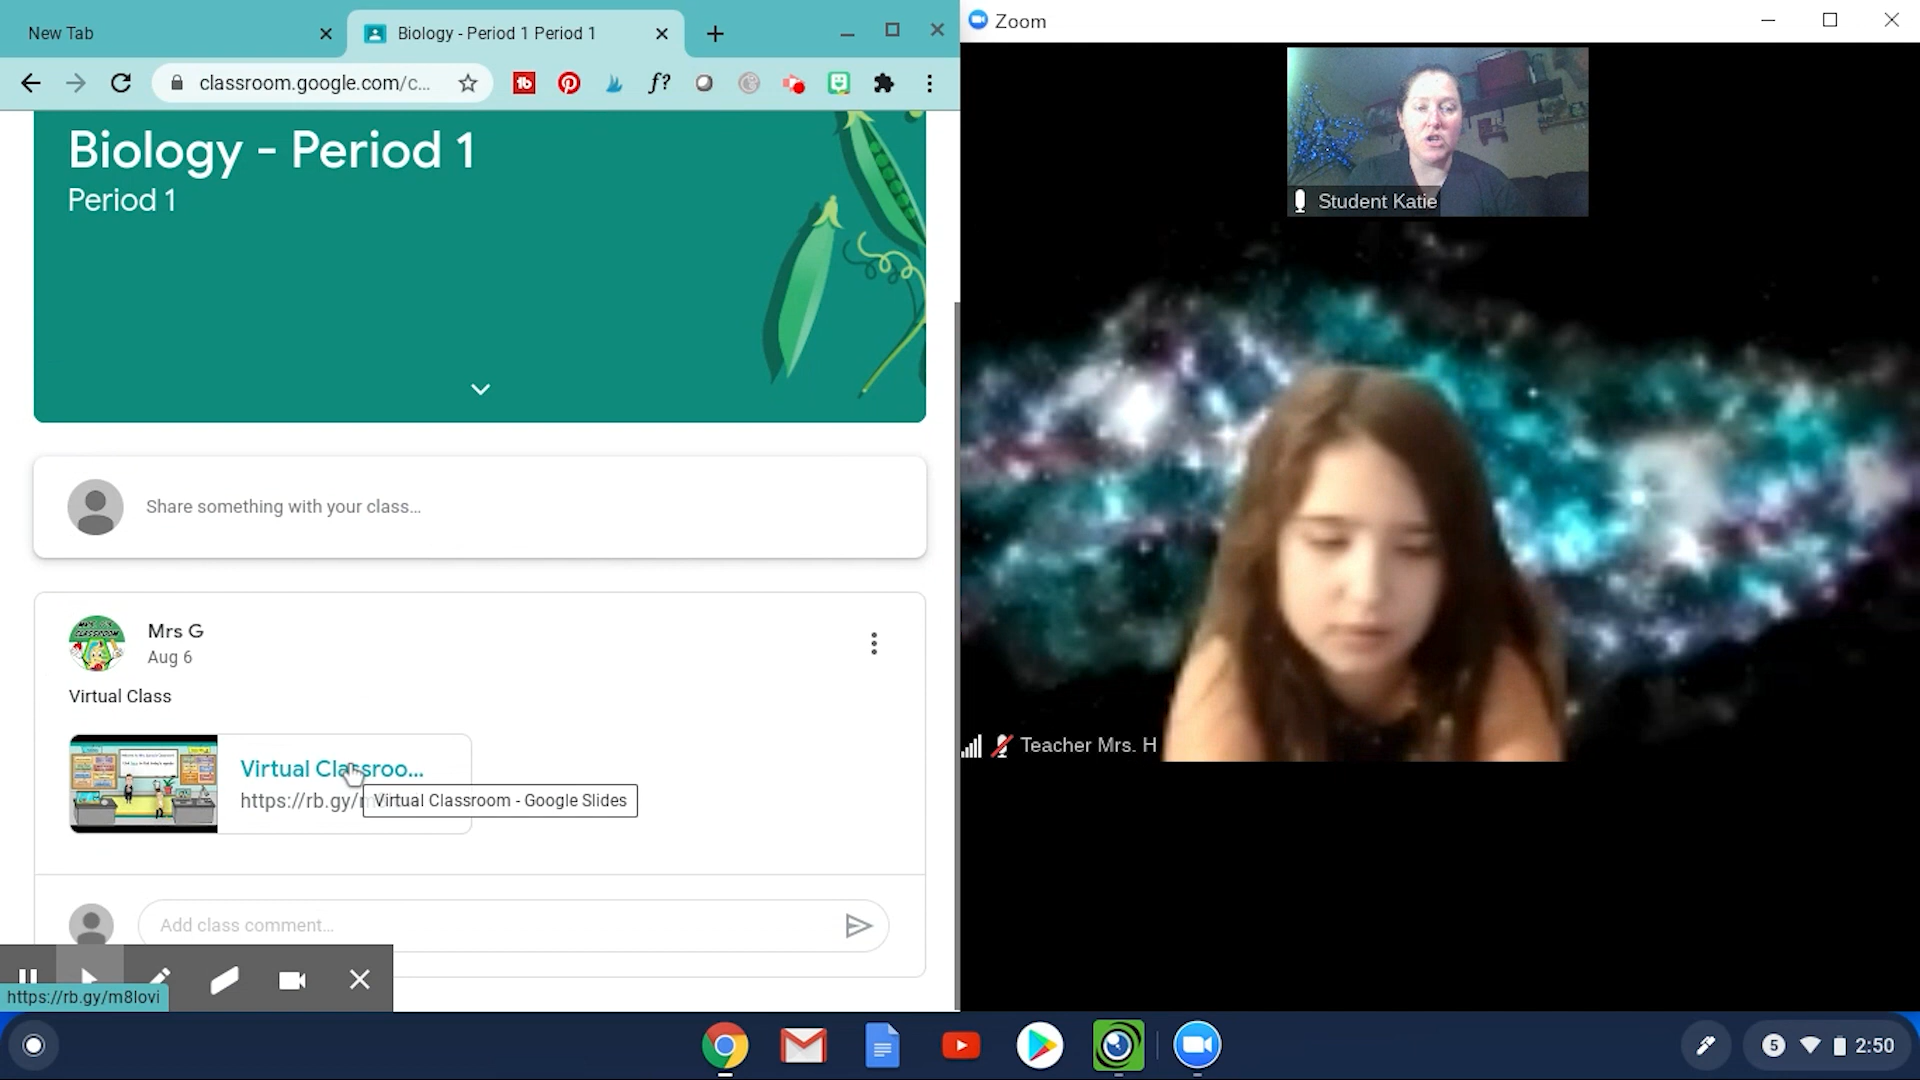 New Tab
Biology - Period 1 Period 1
classroom.google.com/c...
f?
Biology - Period 1
Period 1
Share something with your class...
Mrs G
Aug 6
Virtual Class
Virtual Classroo...
https://rb.gy/
Virtual Classroom - Google Slides
Add class comment...
https://rb.gy/m8lovi
Zoom
Student Katie
Teacher Mrs. H
5
2:50